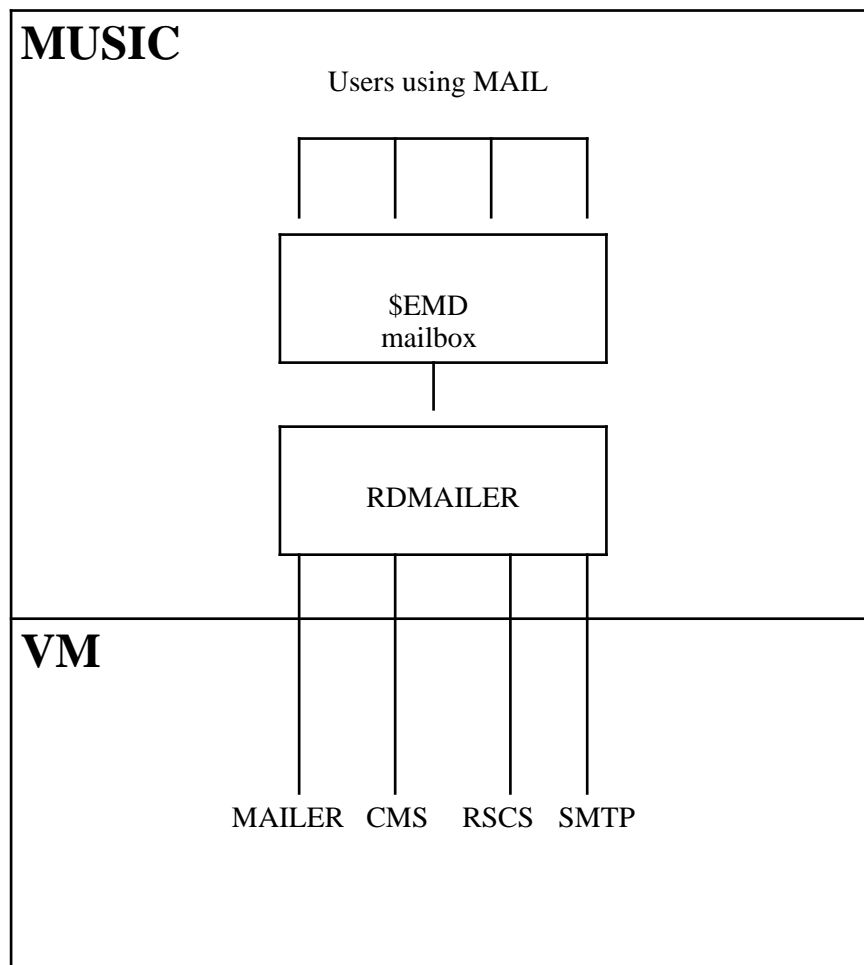 MUSIC
Users using MAIL
$EMD
mailbox
RDMAILER
VM
MAILER CMS RSCS SMTP